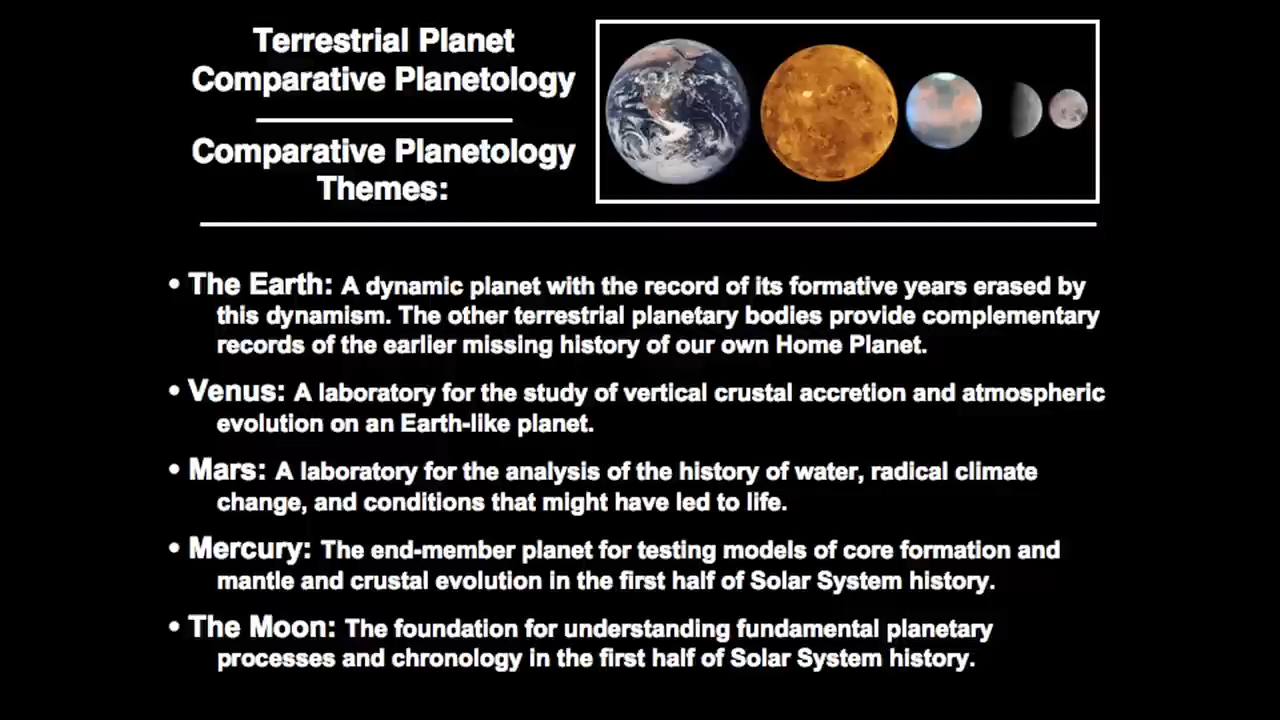 Terrestrial Planet
Comparative Planetology
Comparative Planetology
Themes:
• The Earth: A dynamic planet with the record of its formative years erased by
this dynamism. The other terrestrial planetary bodies provide complementary
records of the earlier missing history of our own Home Planet.
• Venus: A laboratory for the study of vertical crustal accretion and atmospheric
evolution on an Earth-like planet.
• Mars: A laboratory for the analysis of the history of water, radical climate
change, and conditions that might have led to life.
• Mercury: The end-member planet for testing models of core formation and
mantle and crustal evolution in the first half of Solar System history.
• The Moon: The foundation for understanding fundamental planetary
processes and chronology in the first half of Solar System history.